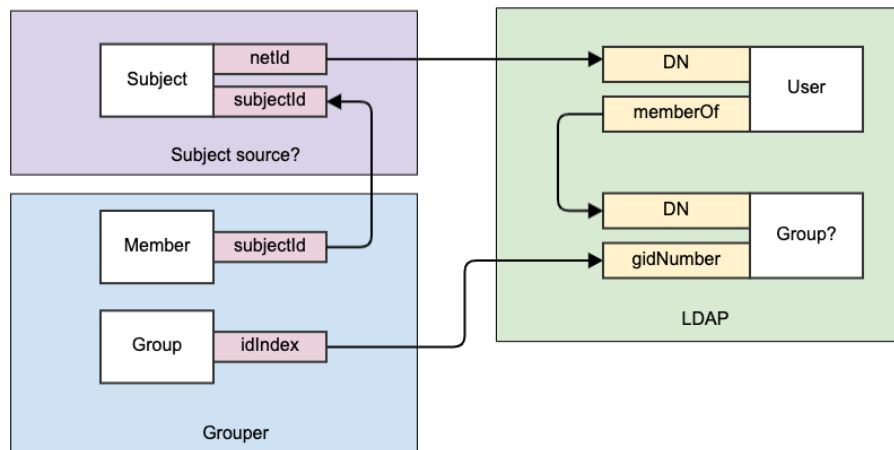 Subject
netId
subjectId
Subject source?
Member
subjectId
Group
idIndex
Grouper
DN
User
memberOf
DN
Group?
gidNumber
LDAP